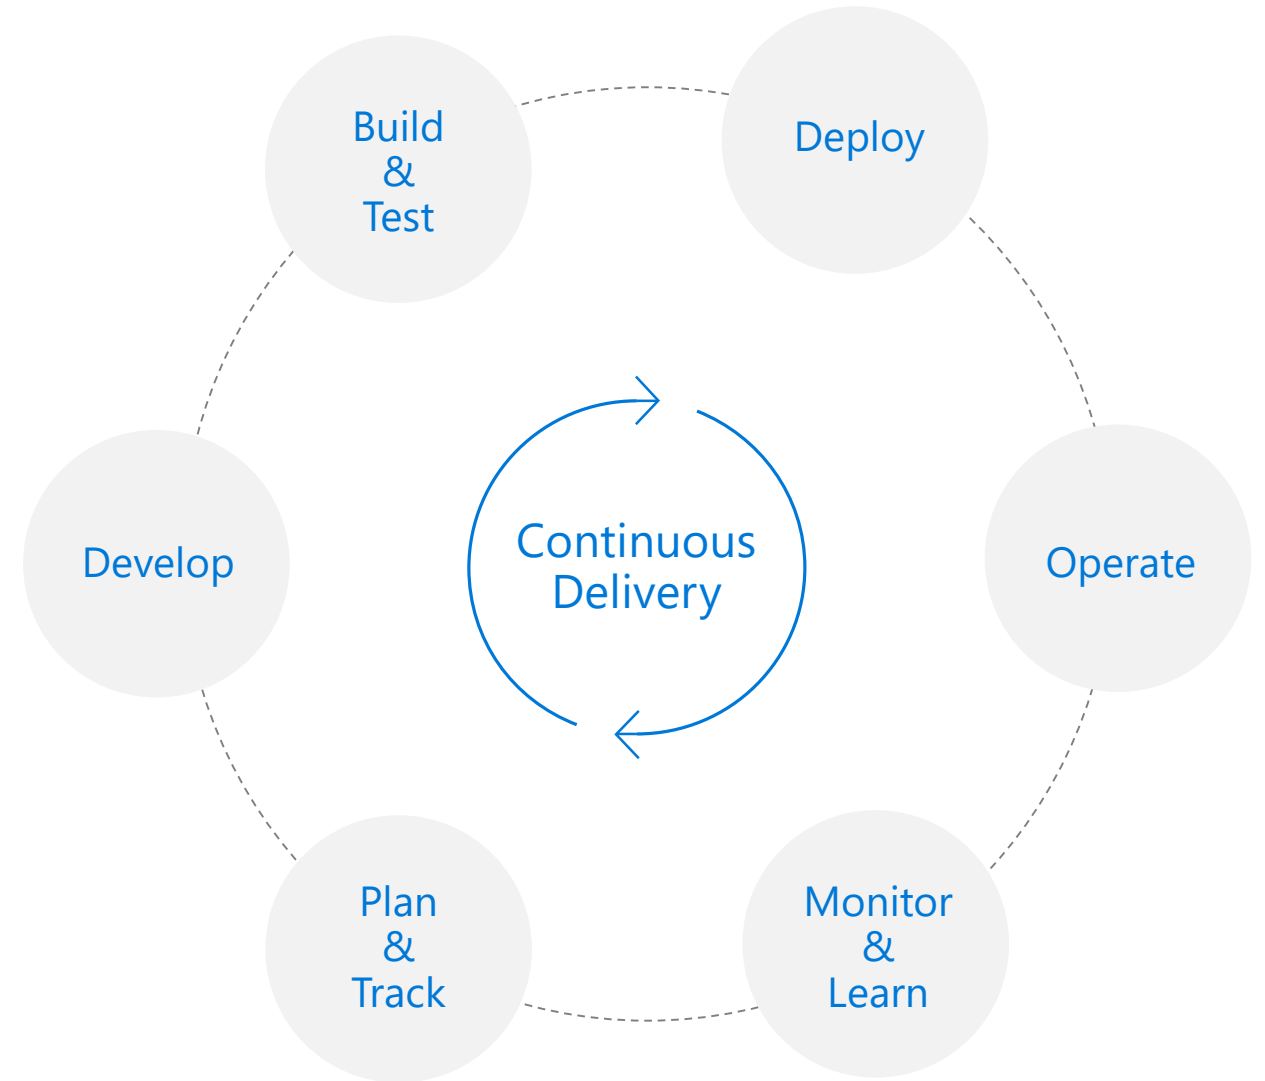 Build
&
Test
Deploy
Continuous
Delivery
Develop
Operate
Plan
&
Track
Monitor
&
Learn